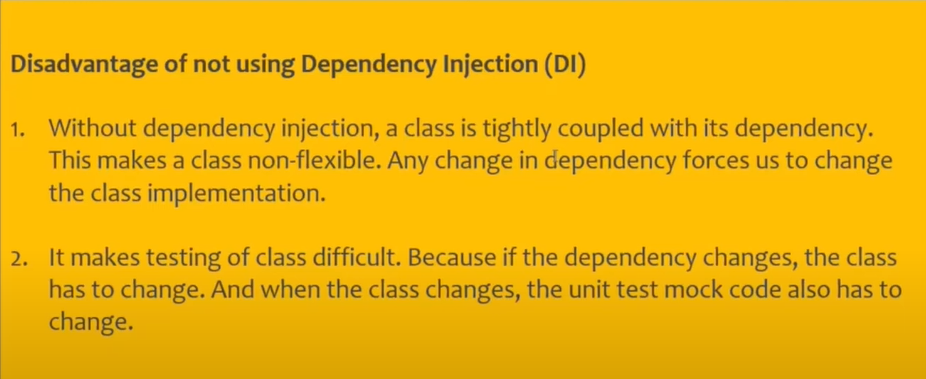 Disadvantage of not using Dependency Injection (DI)
1. Without dependency injection, a class is tightly coupled with its dependency.
This makes a class non-flexible. Any change in dependency forces us to change
the class implementation.
2. It makes testing of class difficult. Because if the dependency changes, the class
has to change. And when the class changes, the unit test mock code also has to
change.